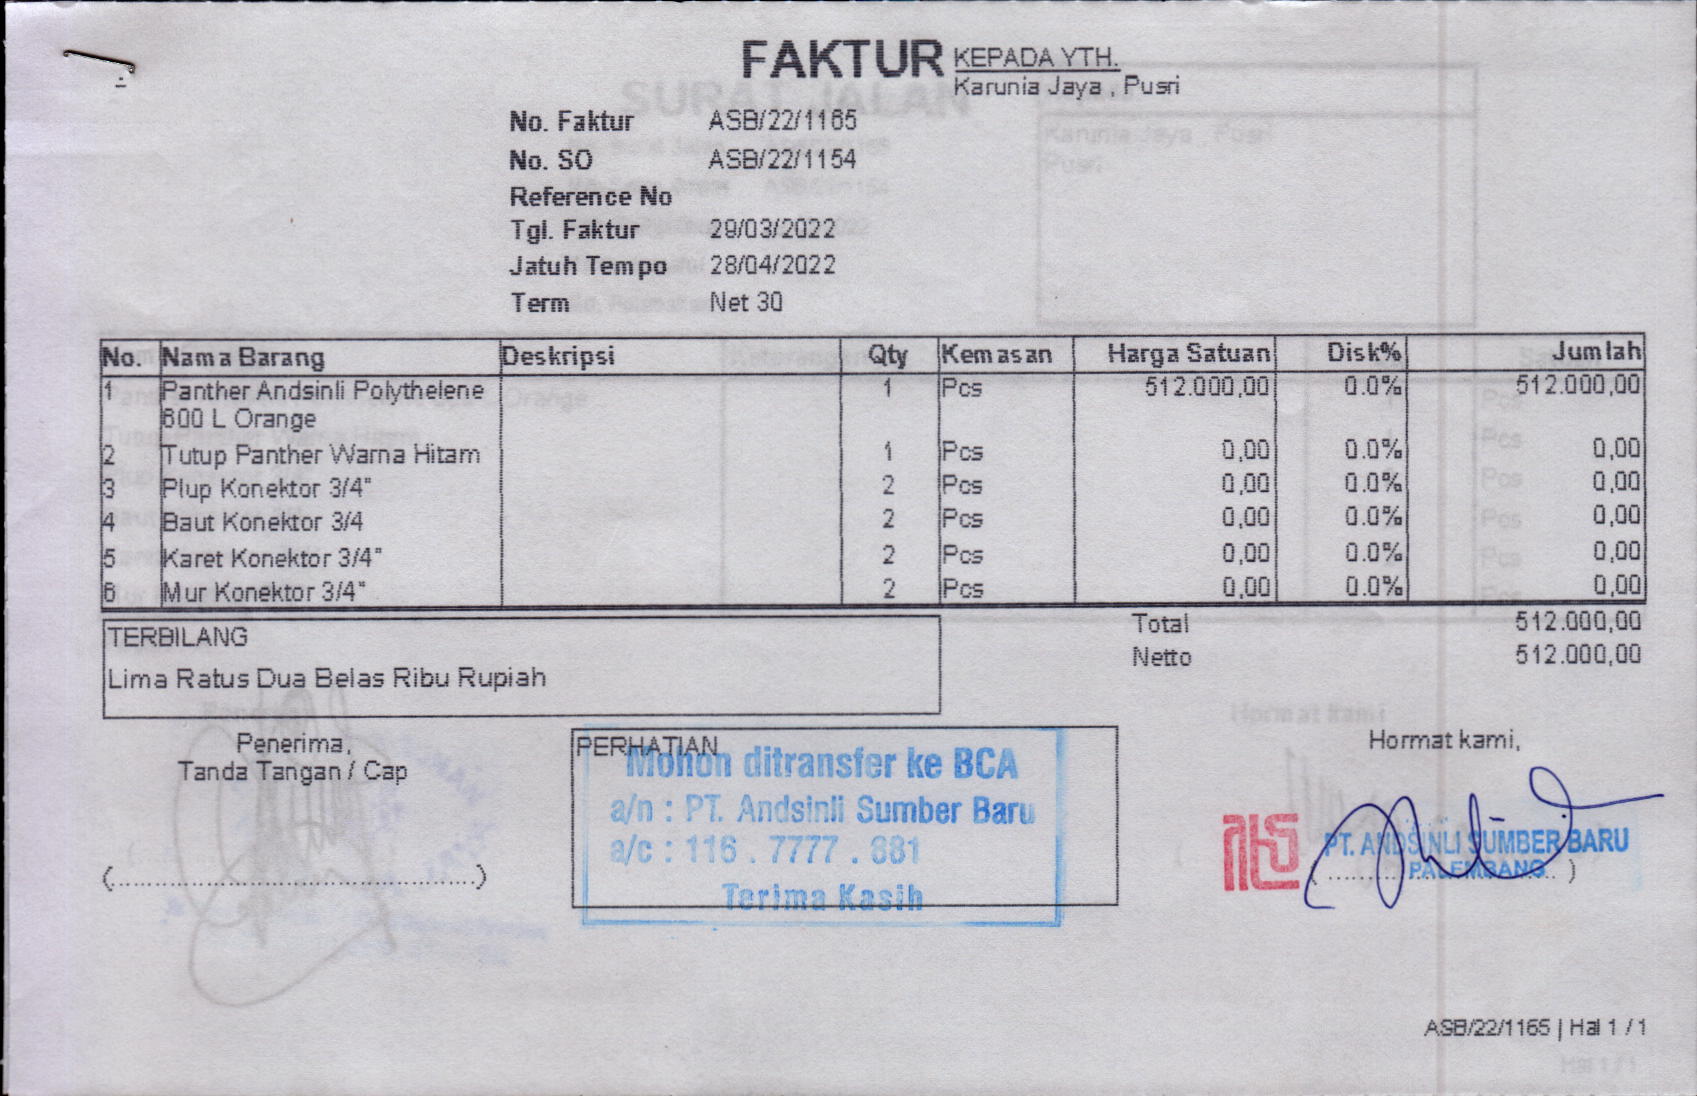 FAKTUR
KEPADA YTH.
Karunia Jaya , Pusri
SURAT JALAN
No. Faktur ASB/22/1165
No. SO ASB/22/1154
Reference No
Tgl. Faktur 29/03/2022
Jatuh Tempo 28/04/2022
Term Net 30
No. Nama Barang Deskripsi Qty Kemasan Harga Satuan Disk% Jumlah
1 Panther Andsinli Polythelene 1 Pcs 512.000,00 0.0% 512.000,00
600 L Orange
2 Tutup Panther Warna Hitam 1 Pcs 0,00 0.0% 0,00
3 Plup Konektor 3/4" 2 Pcs 0,00 0.0% 0,00
4 Baut Konektor 3/4 2 Pcs 0,00 0.0% 0,00
5 Karet Konektor 3/4" 2 Pcs 0,00 0.0% 0,00
6 Mur Konektor 3/4" 2 Pcs 0,00 0.0% 0,00
Total 512.000,00
Netto 512.000,00
TERBILANG
Lima Ratus Dua Belas Ribu Rupiah
Penerima,
Tanda Tangan / Cap
(....................................................)
PERHATIAN
Mohon ditransfer ke BCA
a/n : PT. Andsinli Sumber Baru
a/c : 116 . 7777 . 881
Terima Kasih
Hormat kami,
PT. ANDSINLI SUMBER BARU
PALEMBANG
ASB/22/1165 | Hal 1 / 1